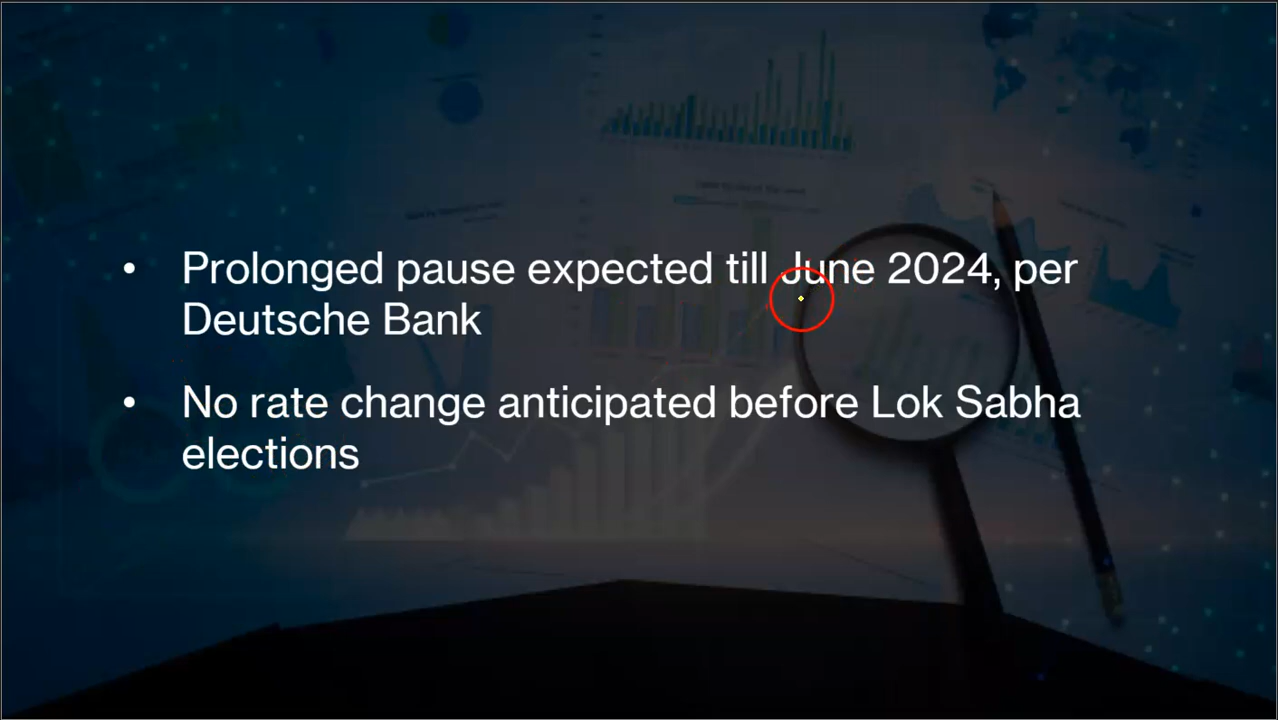 • Prolonged pause expected till June 2024, per
Deutsche Bank
• No rate change anticipated before Lok Sabha
elections